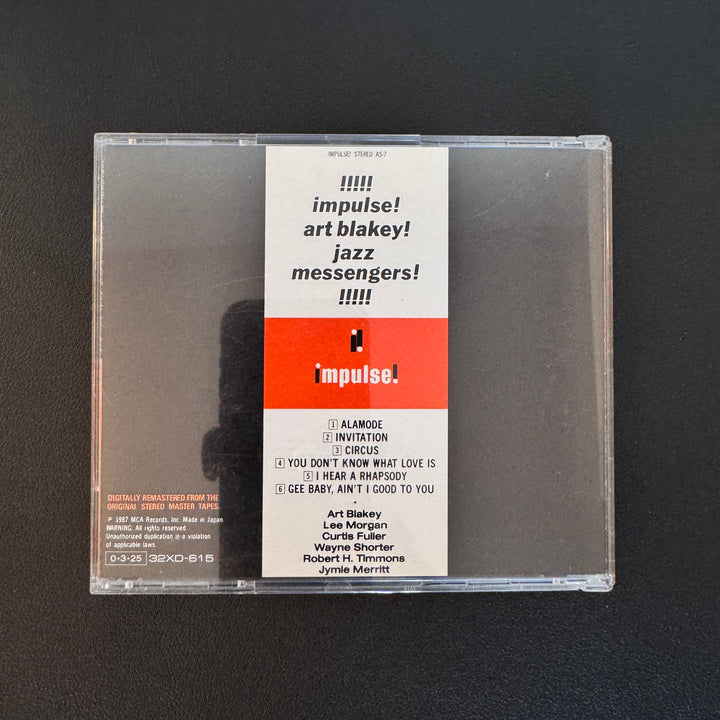 IMPULSE! STEREO AS-7
!!!!!
impulse!
art blakey!
jazz
messengers!
!!!!!
i!
impulse!
1 ALAMODE
2 INVITATION
3 CIRCUS
4 YOU DON'T KNOW WHAT LOVE IS
5 I HEAR A RHAPSODY
6 GEE BABY, AIN'T I GOOD TO YOU
Art Blakey
Lee Morgan
Curtis Fuller
Wayne Shorter
Robert H. Timmons
Jymie Merritt
DIGITALLY REMASTERED FROM THE
ORIGINAL STEREO MASTER TAPES.
℗ 1987 MCA Records, Inc. Made in Japan
WARNING. All rights reserved.
Unauthorized duplication is a violation
of applicable laws.
0•3•25 32XD-615